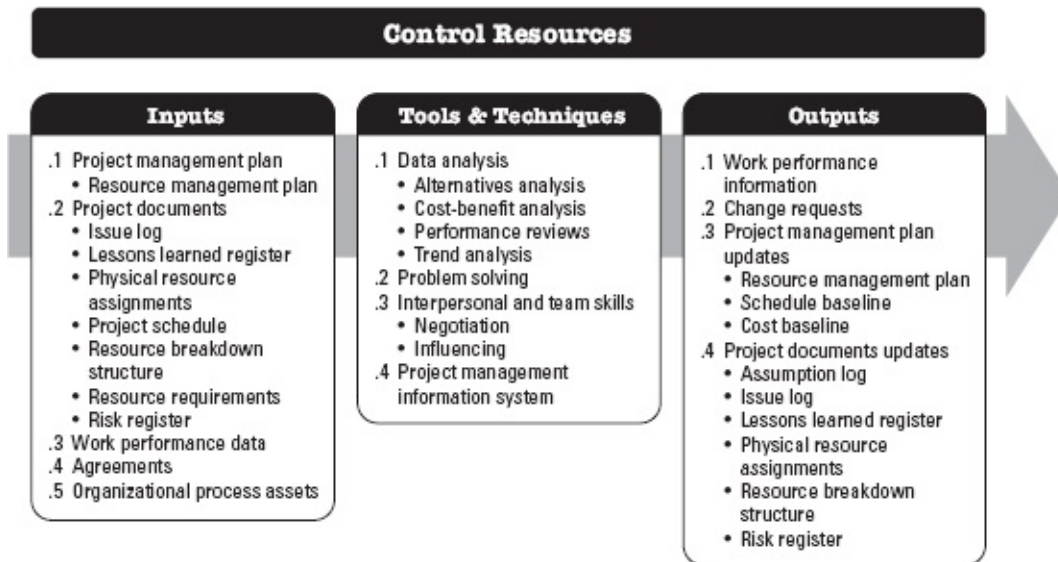 Control Resources
Inputs
.1 Project management plan
• Resource management plan
.2 Project documents
• Issue log
• Lessons learned register
• Physical resource
assignments
• Project schedule
• Resource breakdown
structure
• Resource requirements
• Risk register
.3 Work performance data
.4 Agreements
.5 Organizational process assets
Tools & Techniques
.1 Data analysis
• Alternatives analysis
• Cost-benefit analysis
• Performance reviews
• Trend analysis
.2 Problem solving
.3 Interpersonal and team skills
• Negotiation
• Influencing
.4 Project management
information system
Outputs
.1 Work performance
information
.2 Change requests
.3 Project management plan
updates
• Resource management plan
• Schedule baseline
• Cost baseline
.4 Project documents updates
• Assumption log
• Issue log
• Lessons learned register
• Physical resource
assignments
• Resource breakdown
structure
• Risk register